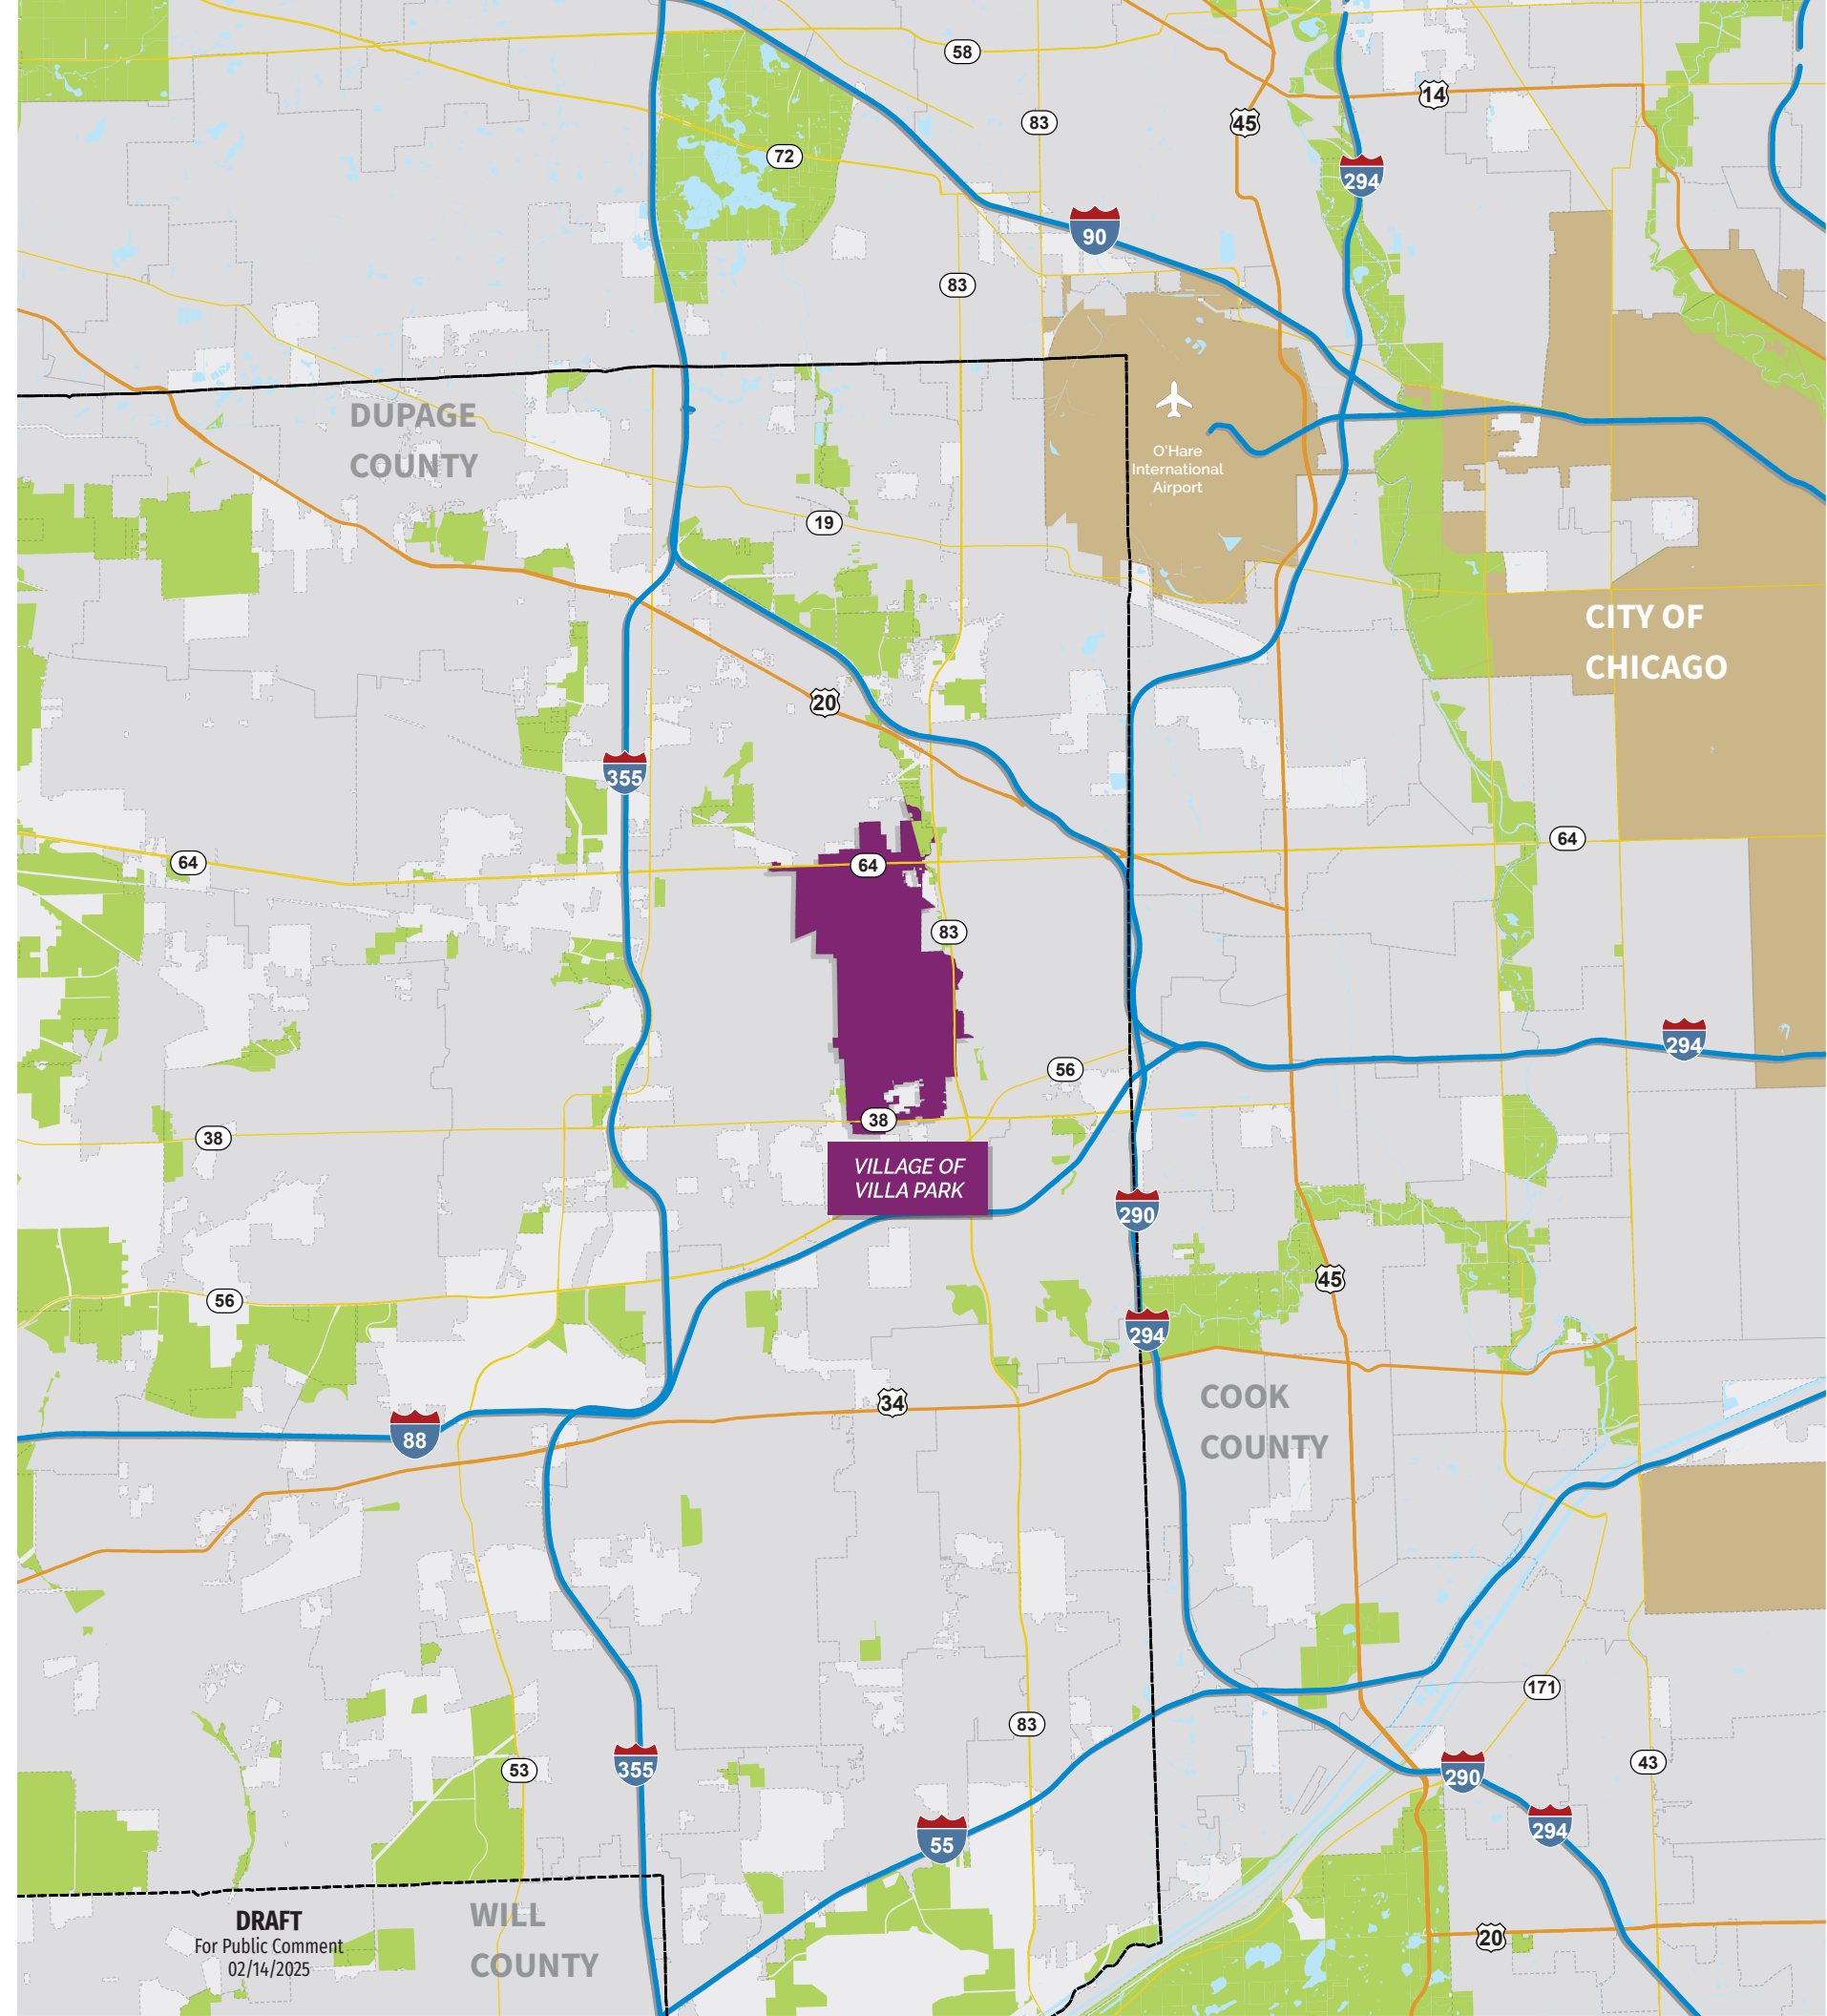 58
14
83
45
72
294
90
83
DUPAGE
COUNTY
O'Hare
International
Airport
19
CITY OF
CHICAGO
20
355
64
64
64
83
294
56
38
38
VILLAGE OF
VILLA PARK
290
45
56
294
COOK
COUNTY
34
88
171
83
43
53
355
290
294
55
WILL
COUNTY
DRAFT
For Public Comment
02/14/2025
20